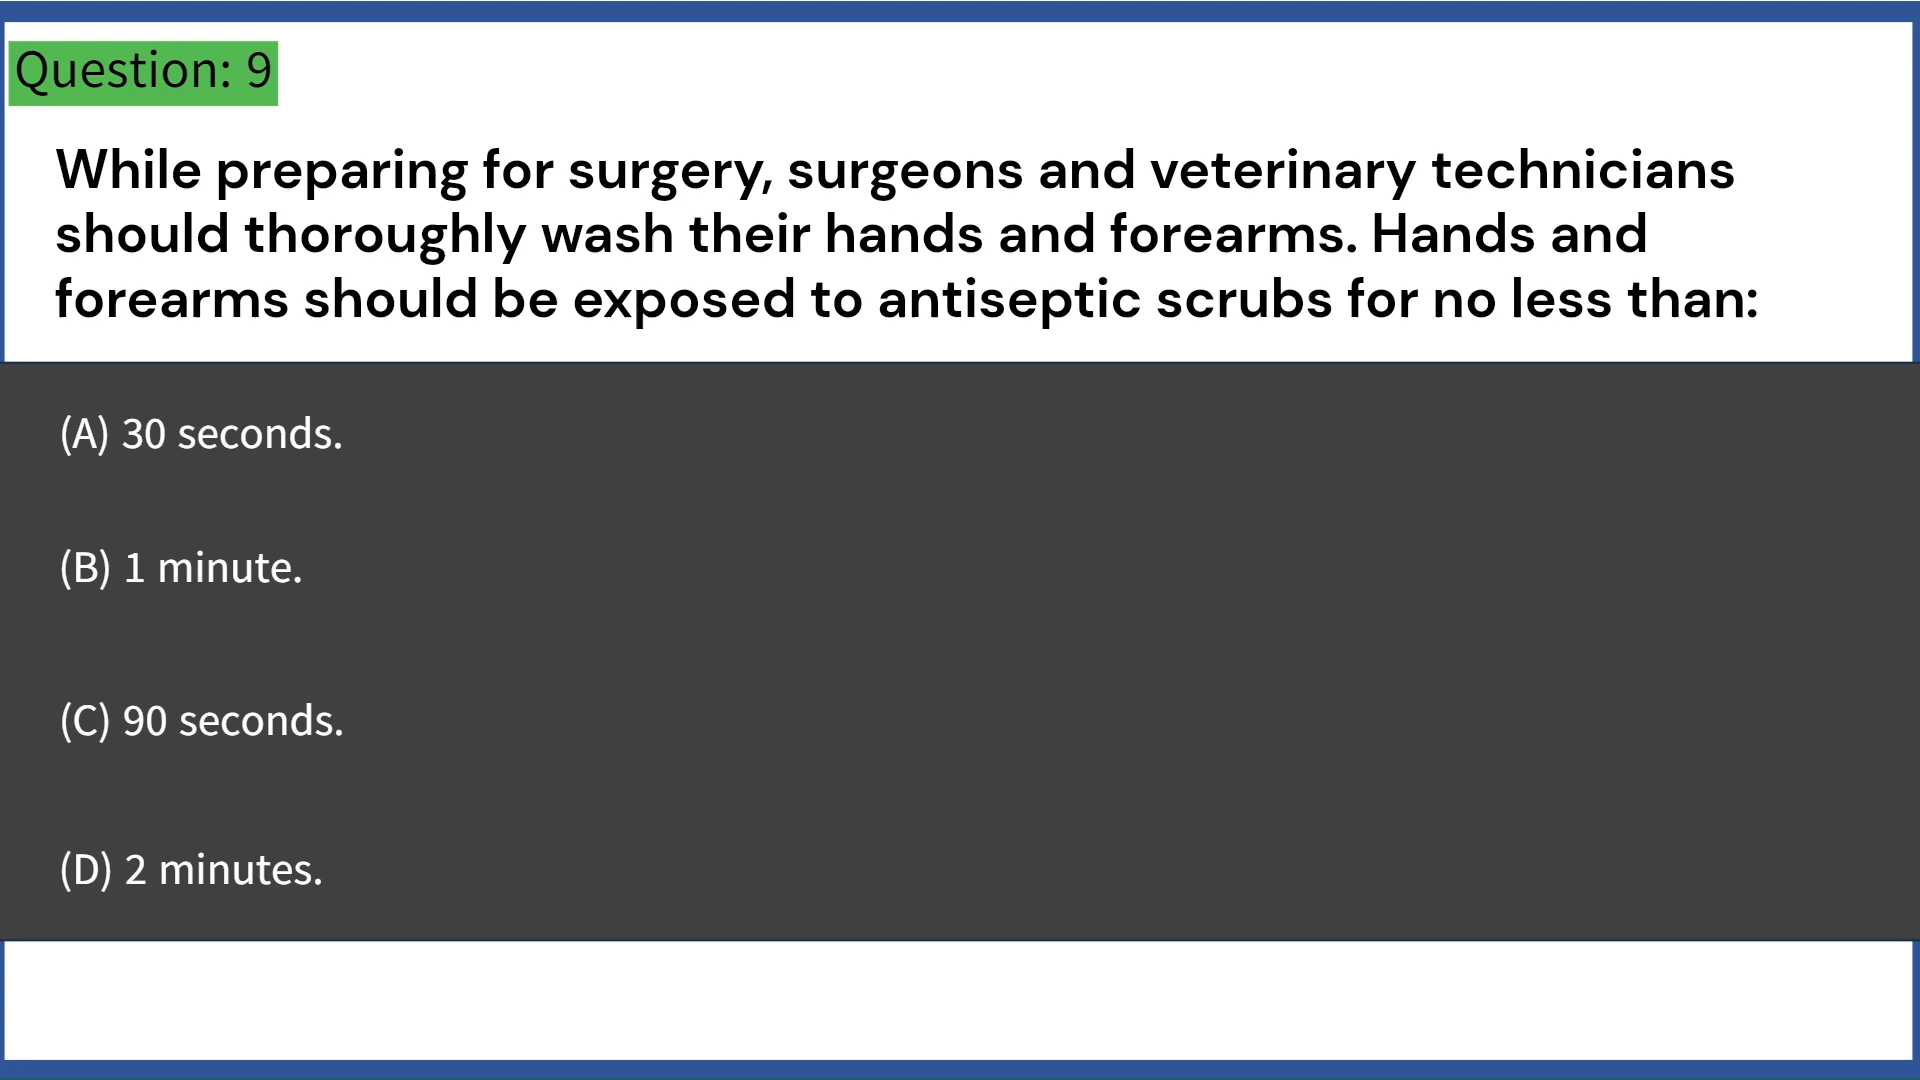 Question: 9
While preparing for surgery, surgeons and veterinary technicians
should thoroughly wash their hands and forearms. Hands and
forearms should be exposed to antiseptic scrubs for no less than:
(A) 30 seconds.
(B) 1 minute.
(C) 90 seconds.
(D) 2 minutes.